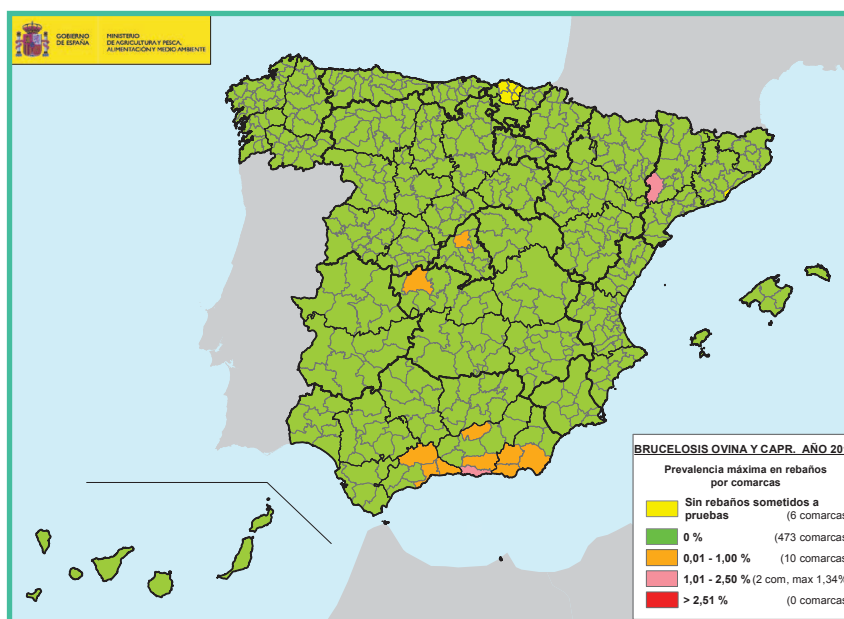 GOBIERNO
DE ESPAÑA
MINISTERIO
DE AGRICULTURA Y PESCA,
ALIMENTACIÓN Y MEDIO AMBIENTE
BRUCELOSIS OVINA Y CAPR. AÑO 20
Prevalencia máxima en rebaños
por comarcas
Sin rebaños sometidos a
pruebas (6 comarcas
0 % (473 comarcas
0,01 - 1,00 % (10 comarcas
1,01 - 2,50 % (2 com, max 1,34%
> 2,51 % (0 comarcas